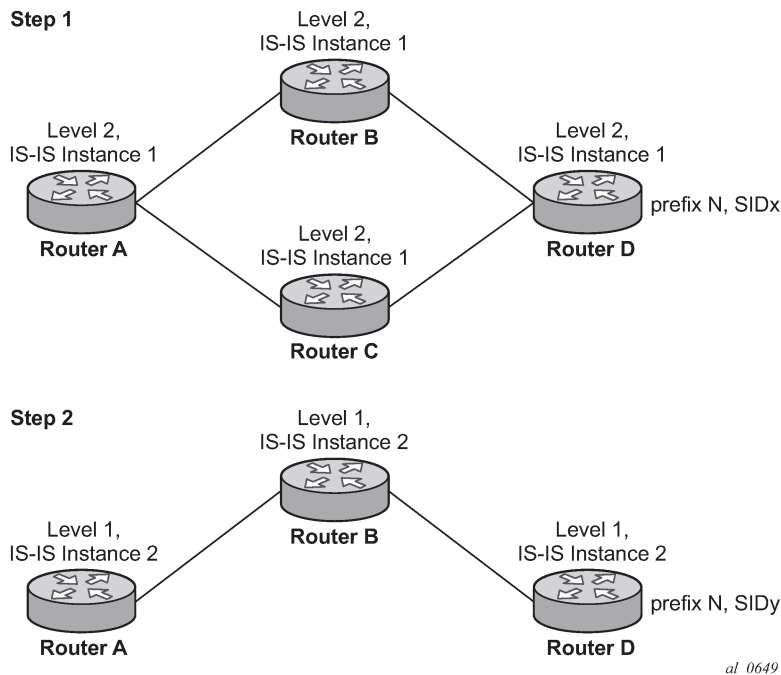 Step 1
Level 2,
IS-IS Instance 1
Router B
Level 2,
IS-IS Instance 1
Router A
Level 2,
IS-IS Instance 1
prefix N, SIDx
Router D
Level 2,
IS-IS Instance 1
Router C
Step 2
Level 1,
IS-IS Instance 2
Router B
Level 1,
IS-IS Instance 2
Router A
Level 1,
IS-IS Instance 2
prefix N, SIDy
Router D
al_0649